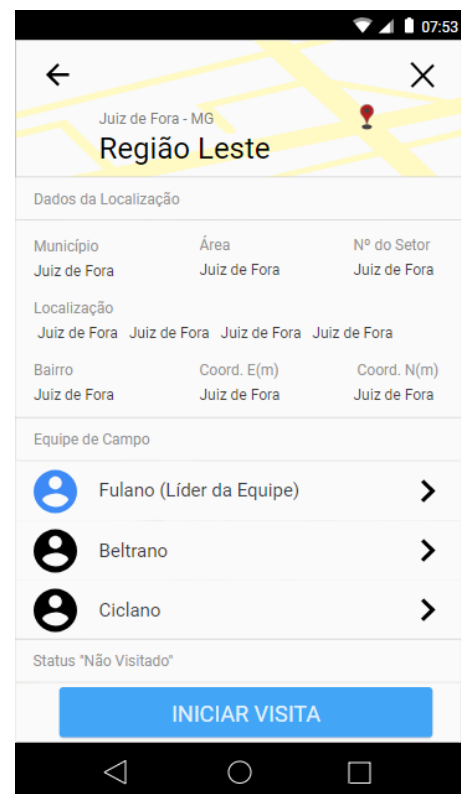 07:53
Juiz de Fora - MG
Região Leste
Dados da Localização
Município Área Nº do Setor
Juiz de Fora Juiz de Fora Juiz de Fora
Localização
Juiz de Fora Juiz de Fora Juiz de Fora Juiz de Fora
Bairro Coord. E(m) Coord. N(m)
Juiz de Fora Juiz de Fora Juiz de Fora
Equipe de Campo
Fulano (Líder da Equipe)
Beltrano
Ciclano
Status "Não Visitado"
INICIAR VISITA